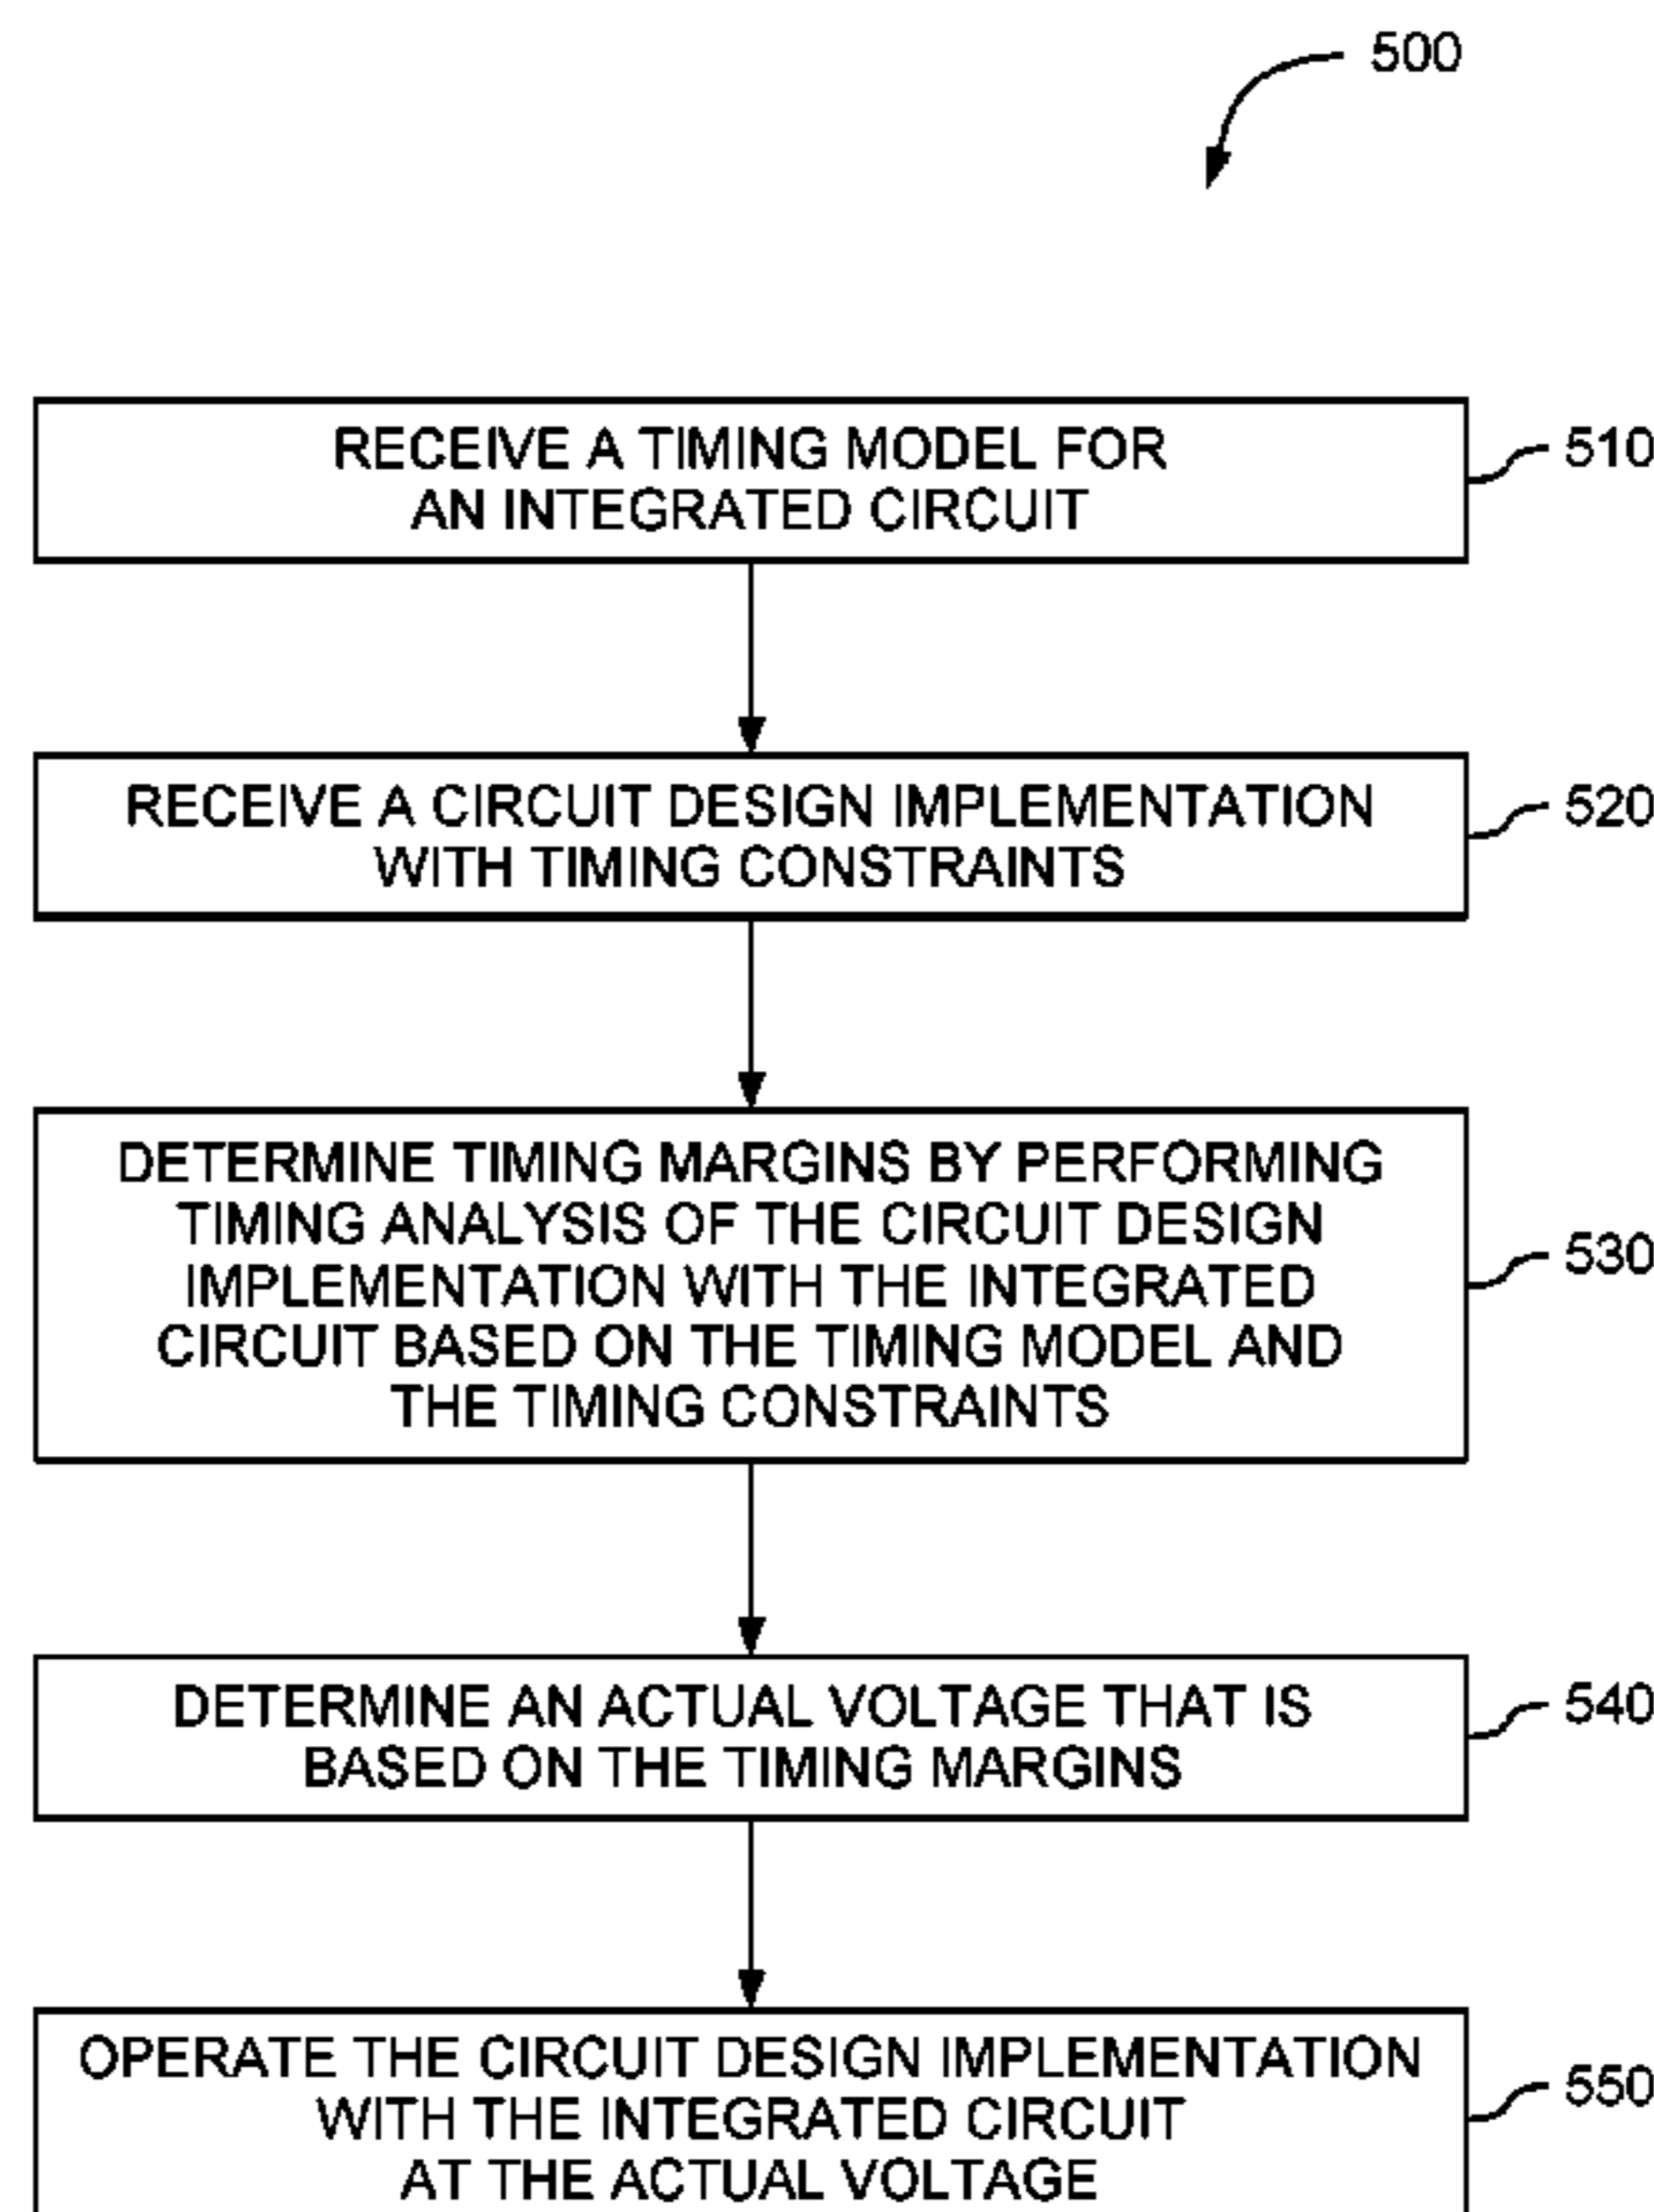 500
RECEIVE A TIMING MODEL FOR
AN INTEGRATED CIRCUIT
510
RECEIVE A CIRCUIT DESIGN IMPLEMENTATION
WITH TIMING CONSTRAINTS
520
DETERMINE TIMING MARGINS BY PERFORMING
TIMING ANALYSIS OF THE CIRCUIT DESIGN
IMPLEMENTATION WITH THE INTEGRATED
CIRCUIT BASED ON THE TIMING MODEL AND
THE TIMING CONSTRAINTS
530
DETERMINE AN ACTUAL VOLTAGE THAT IS
BASED ON THE TIMING MARGINS
540
OPERATE THE CIRCUIT DESIGN IMPLEMENTATION
WITH THE INTEGRATED CIRCUIT
AT THE ACTUAL VOLTAGE
550